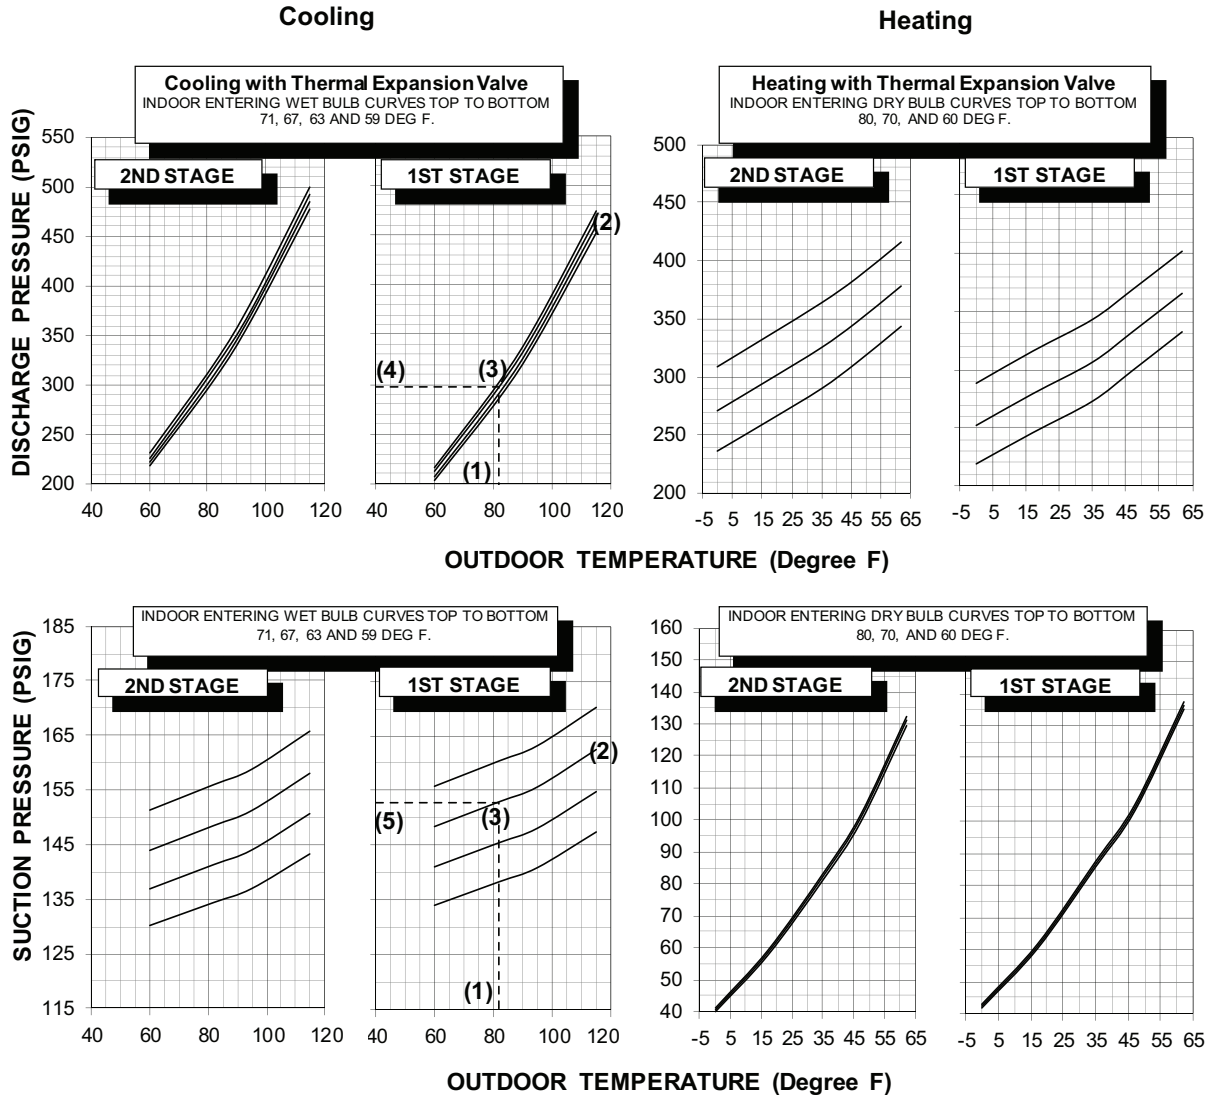 Cooling
Heating
Cooling with Thermal Expansion Valve
INDOOR ENTERING WET BULB CURVES TOP TO BOTTOM
71, 67, 63 AND 59 DEG F.
Heating with Thermal Expansion Valve
INDOOR ENTERING DRY BULB CURVES TOP TO BOTTOM
80, 70, AND 60 DEG F.
DISCHARGE PRESSURE (PSIG)
550
500
450
400
350
300
250
200
2ND STAGE
40 60 80 100 120
1ST STAGE
(2)
(4)
(3)
(1)
40 60 80 100 120
500
450
400
350
300
250
200
2ND STAGE
-5 5 15 25 35 45 55 65
1ST STAGE
-5 5 15 25 35 45 55 65
OUTDOOR TEMPERATURE (Degree F)
INDOOR ENTERING WET BULB CURVES TOP TO BOTTOM
71, 67, 63 AND 59 DEG F.
INDOOR ENTERING DRY BULB CURVES TOP TO BOTTOM
80, 70, AND 60 DEG F.
SUCTION PRESSURE (PSIG)
185
175
165
155
145
135
125
115
2ND STAGE
40 60 80 100 120
1ST STAGE
(2)
(5)
(3)
(1)
40 60 80 100 120
160
150
140
130
120
110
100
90
80
70
60
50
40
2ND STAGE
-5 5 15 25 35 45 55 65
1ST STAGE
-5 5 15 25 35 45 55 65
OUTDOOR TEMPERATURE (Degree F)